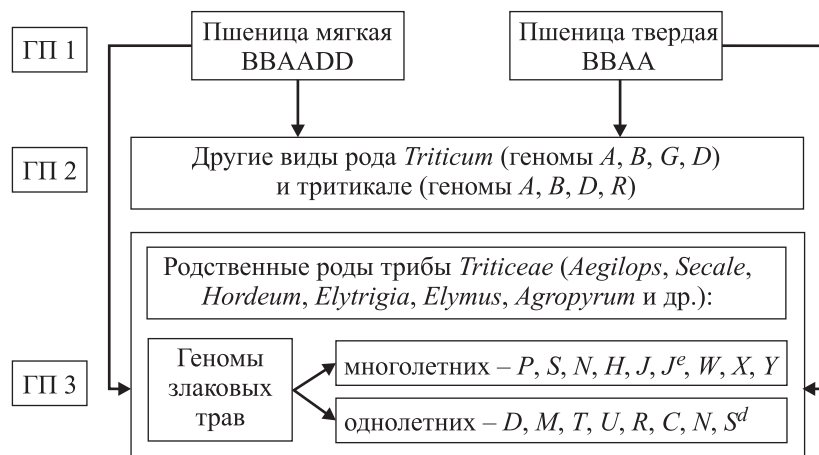 ГП 1
Пшеница мягкая
BBAADD
Пшеница твердая
BBAA
ГП 2
Другие виды рода Triticum (геномы A, B, G, D)
и тритикале (геномы A, B, D, R)
ГП 3
Родственные роды трибы Triticeae (Aegilops, Secale,
Hordeum, Elytrigia, Elymus, Agropyrum и др.):
Геномы
злаковых
трав
многолетних – P, S, N, H, J, Jᵉ, W, X, Y
однолетних – D, M, T, U, R, C, N, Sᵈ